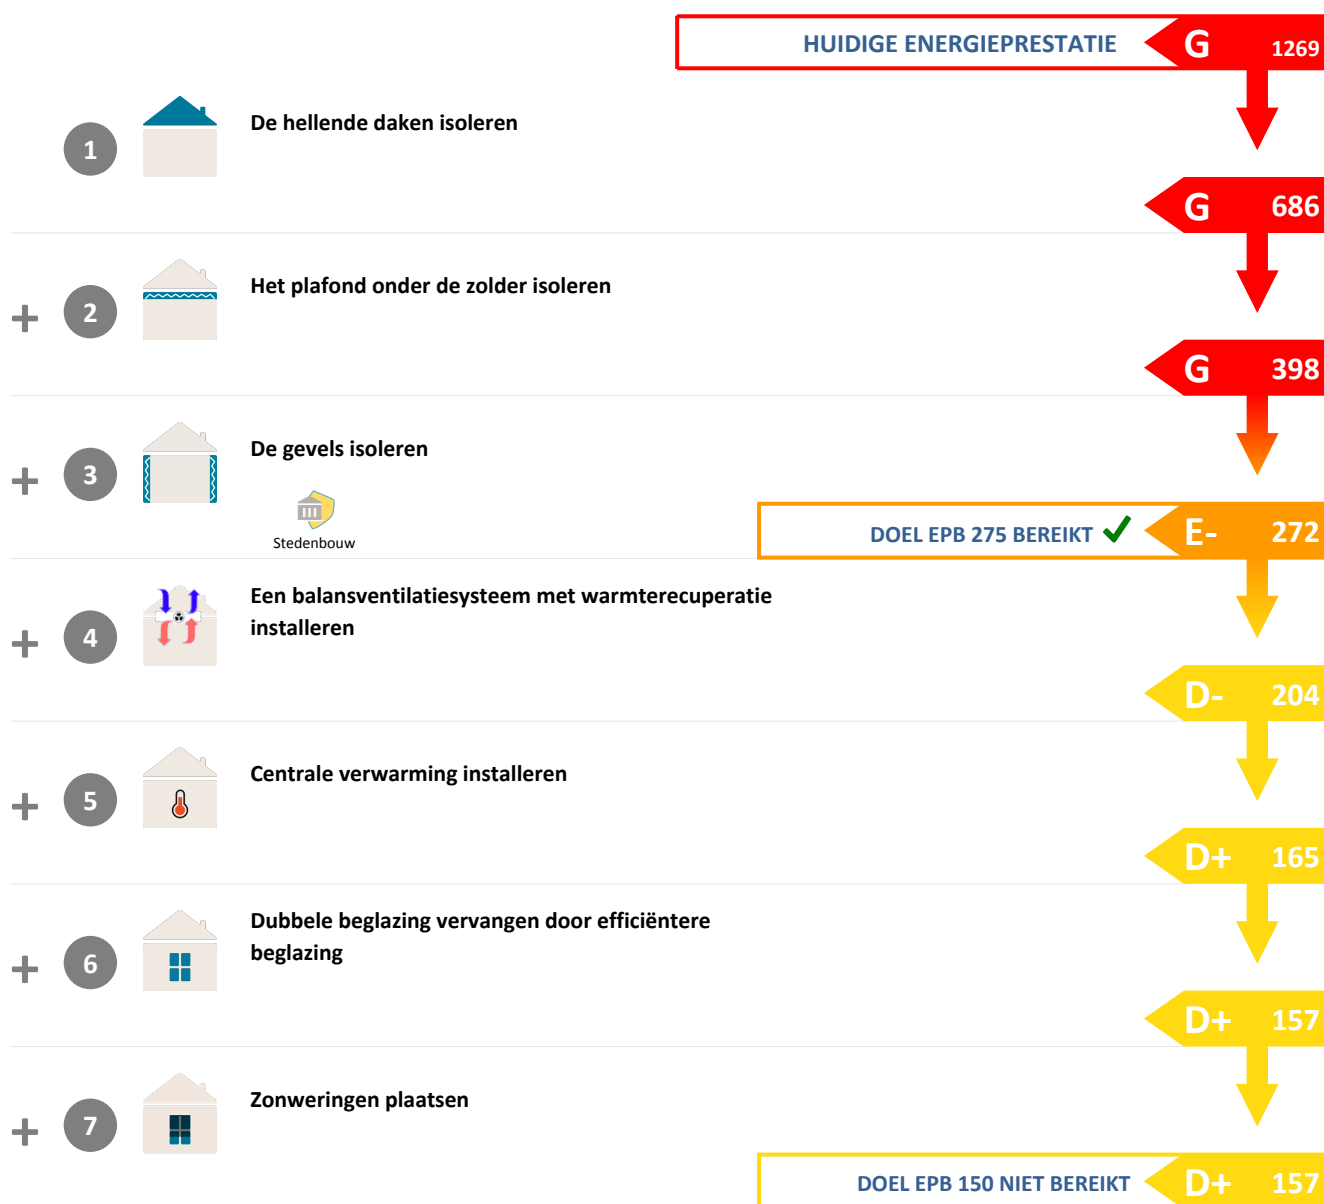 HUIDIGE ENERGIEPRESTATIE G 1269
1 De hellende daken isoleren
G 686
+ 2 Het plafond onder de zolder isoleren
G 398
+ 3 De gevels isoleren
Stedenbouw
DOEL EPB 275 BEREIKT ✓ E- 272
+ 4 Een balansventilatiesysteem met warmterecuperatie
installeren
D- 204
+ 5 Centrale verwarming installeren
D+ 165
+ 6 Dubbele beglazing vervangen door efficiëntere
beglazing
D+ 157
+ 7 Zonweringen plaatsen
DOEL EPB 150 NIET BEREIKT D+ 157